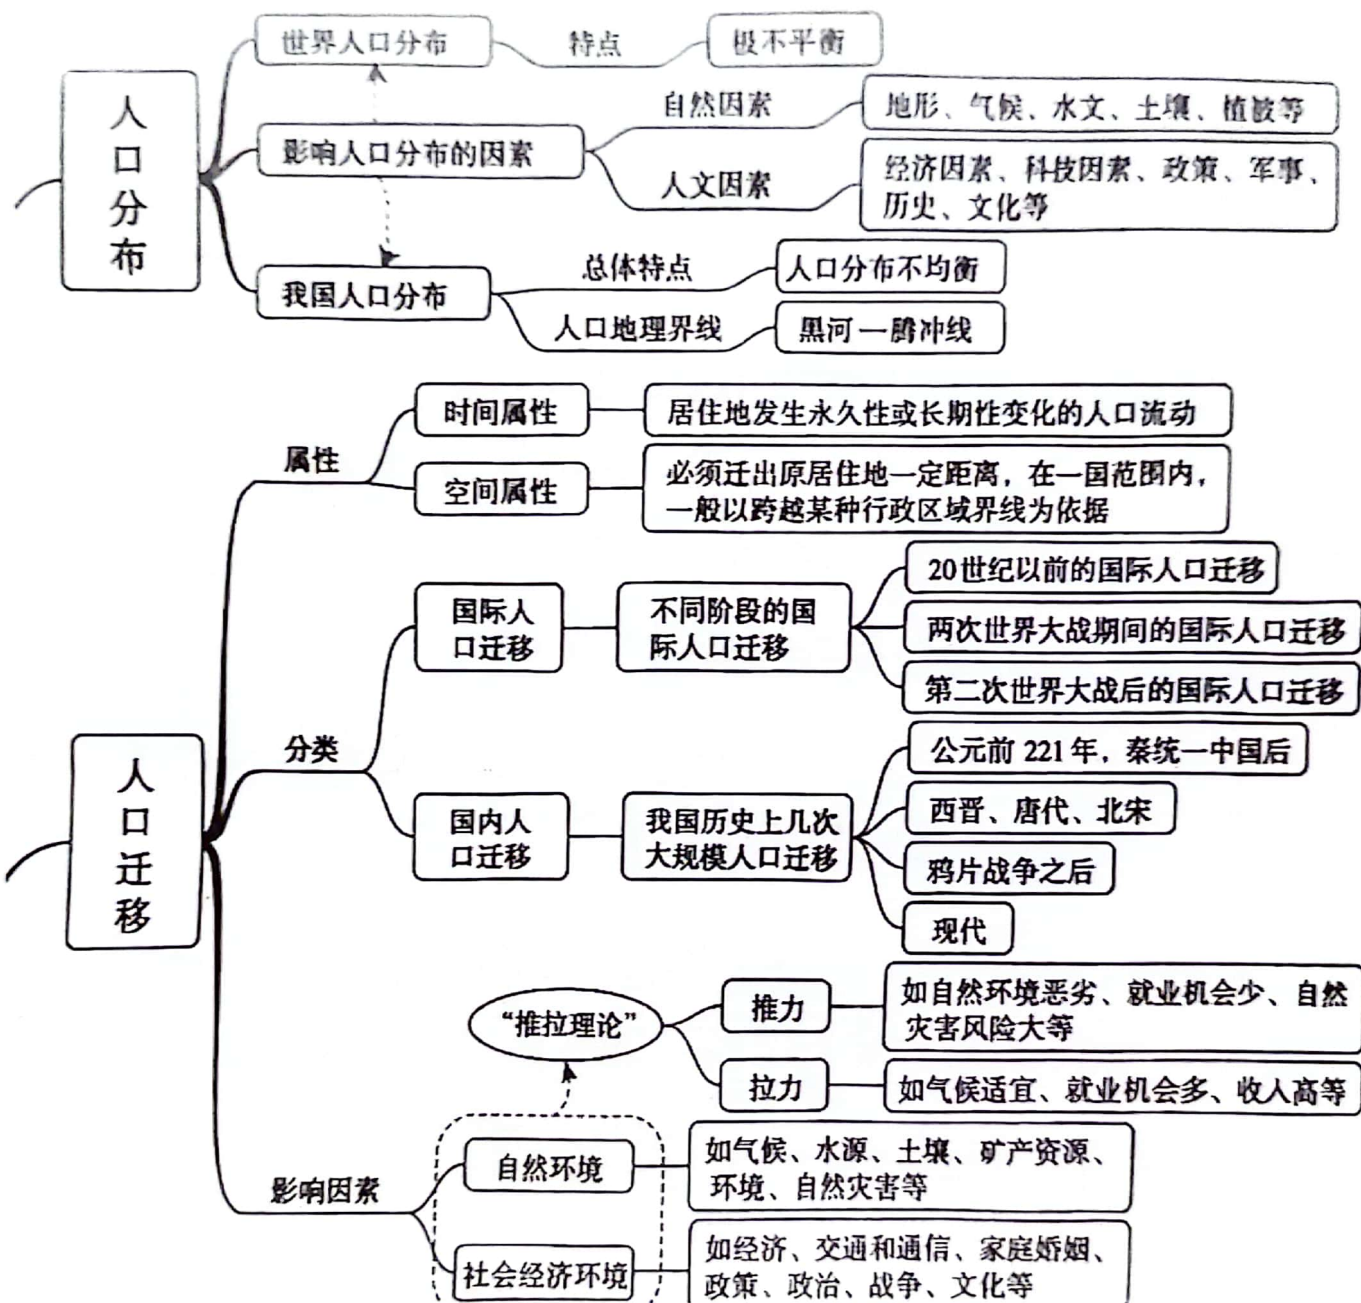 世界人口分布
特点
极不平衡
人口分布
影响人口分布的因素
自然因素
地形、气候、水文、土壤、植被等
人文因素
经济因素、科技因素、政策、军事、
历史、文化等
我国人口分布
总体特点
人口分布不均衡
人口地理界线
黑河—腾冲线
人口迁移
属性
时间属性
居住地发生永久性或长期性变化的人口流动
空间属性
必须迁出原居住地一定距离，在一国范围内，
一般以跨越某种行政区域界线为依据
分类
国际人
口迁移
不同阶段的国
际人口迁移
20世纪以前的国际人口迁移
两次世界大战期间的国际人口迁移
第二次世界大战后的国际人口迁移
国内人
口迁移
我国历史上几次
大规模人口迁移
公元前 221 年，秦统一中国后
西晋、唐代、北宋
鸦片战争之后
现代
影响因素
“推拉理论”
推力
如自然环境恶劣、就业机会少、自然
灾害风险大等
拉力
如气候适宜、就业机会多、收入高等
自然环境
如气候、水源、土壤、矿产资源、
环境、自然灾害等
社会经济环境
如经济、交通和通信、家庭婚姻、
政策、政治、战争、文化等